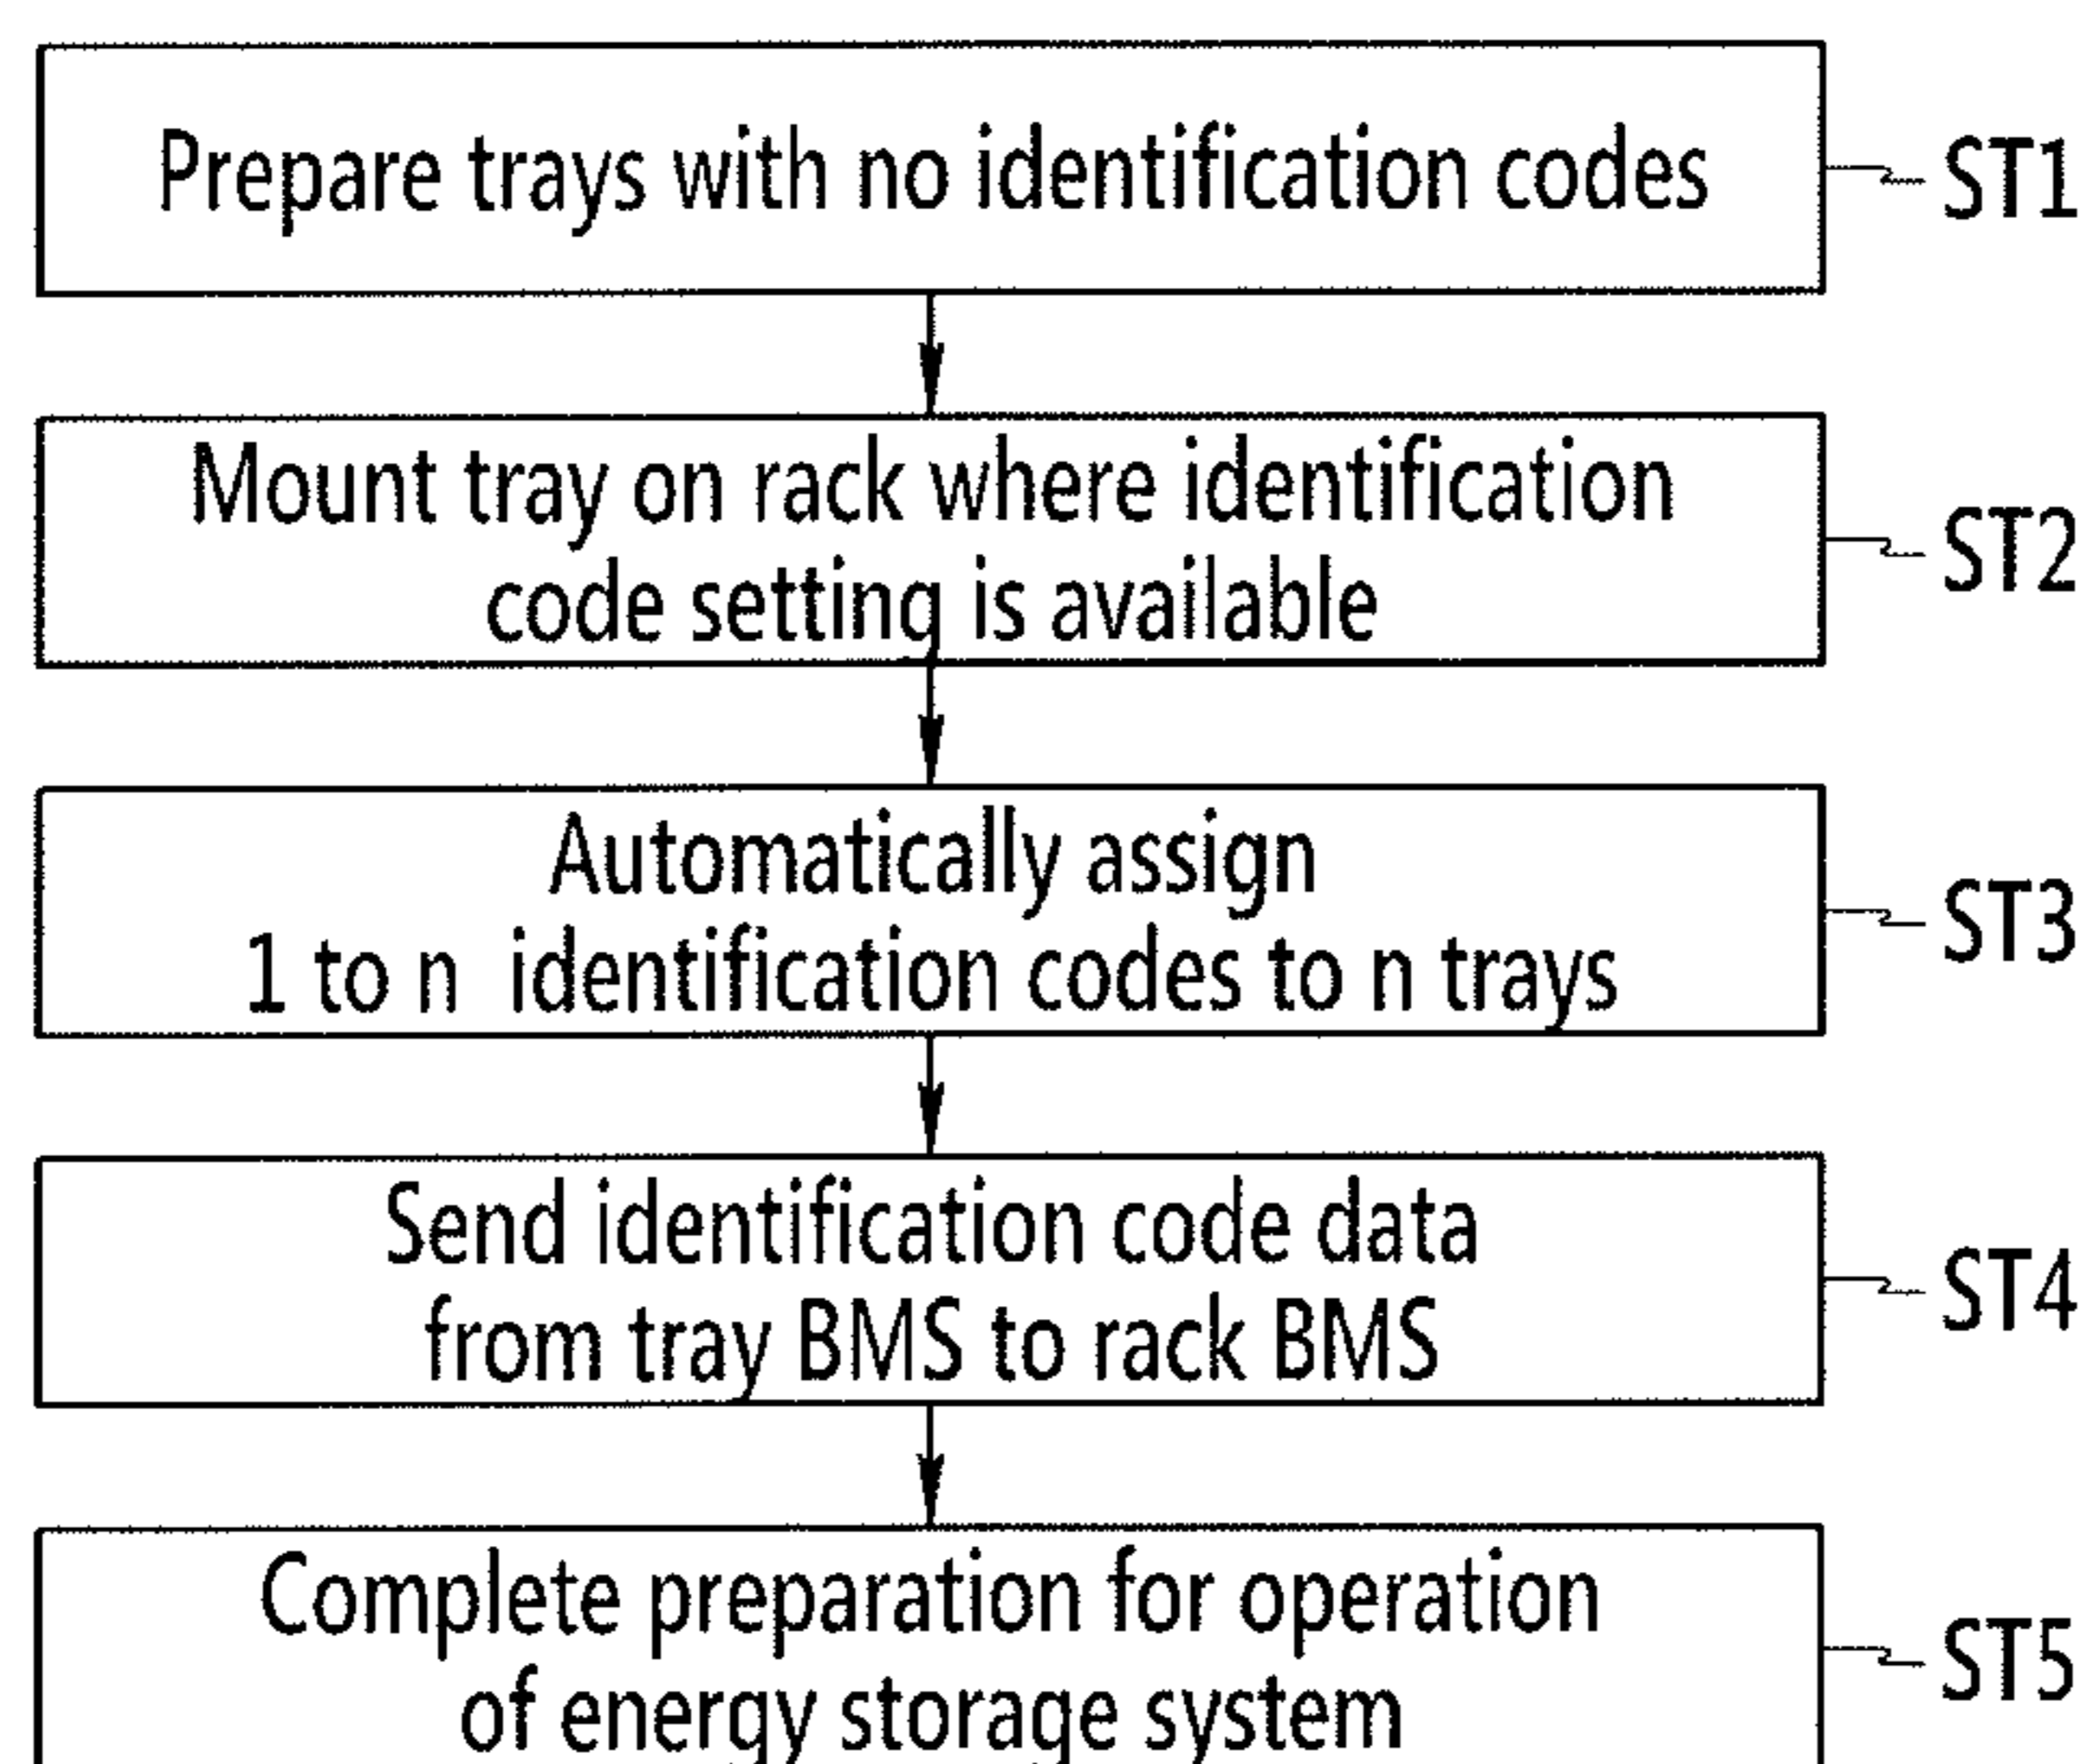 Prepare trays with no identification codes
ST1
Mount tray on rack where identification
code setting is available
ST2
Automatically assign
1 to n identification codes to n trays
ST3
Send identification code data
from tray BMS to rack BMS
ST4
Complete preparation for operation
of energy storage system
ST5